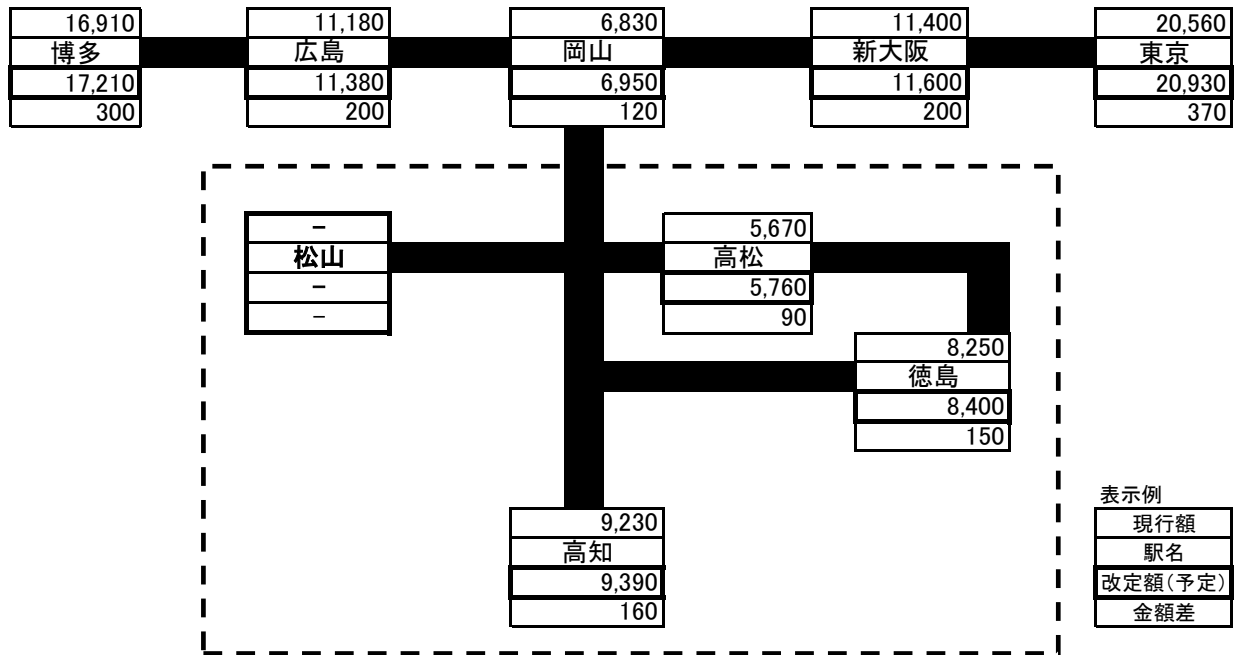 16,910
博多
17,210
300
11,180
広島
11,380
200
6,830
岡山
6,950
120
11,400
新大阪
11,600
200
20,560
東京
20,930
370
－
松山
－
－
5,670
高松
5,760
90
8,250
徳島
8,400
150
9,230
高知
9,390
160
表示例
現行額
駅名
改定額(予定)
金額差